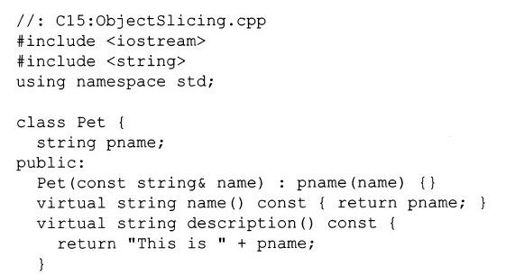 //: C15:ObjectSlicing.cpp
#include <iostream>
#include <string>
using namespace std;

class Pet {
  string pname;
public:
  Pet(const string& name) : pname(name) {}
  virtual string name() const { return pname; }
  virtual string description() const {
    return "This is " + pname;
  }